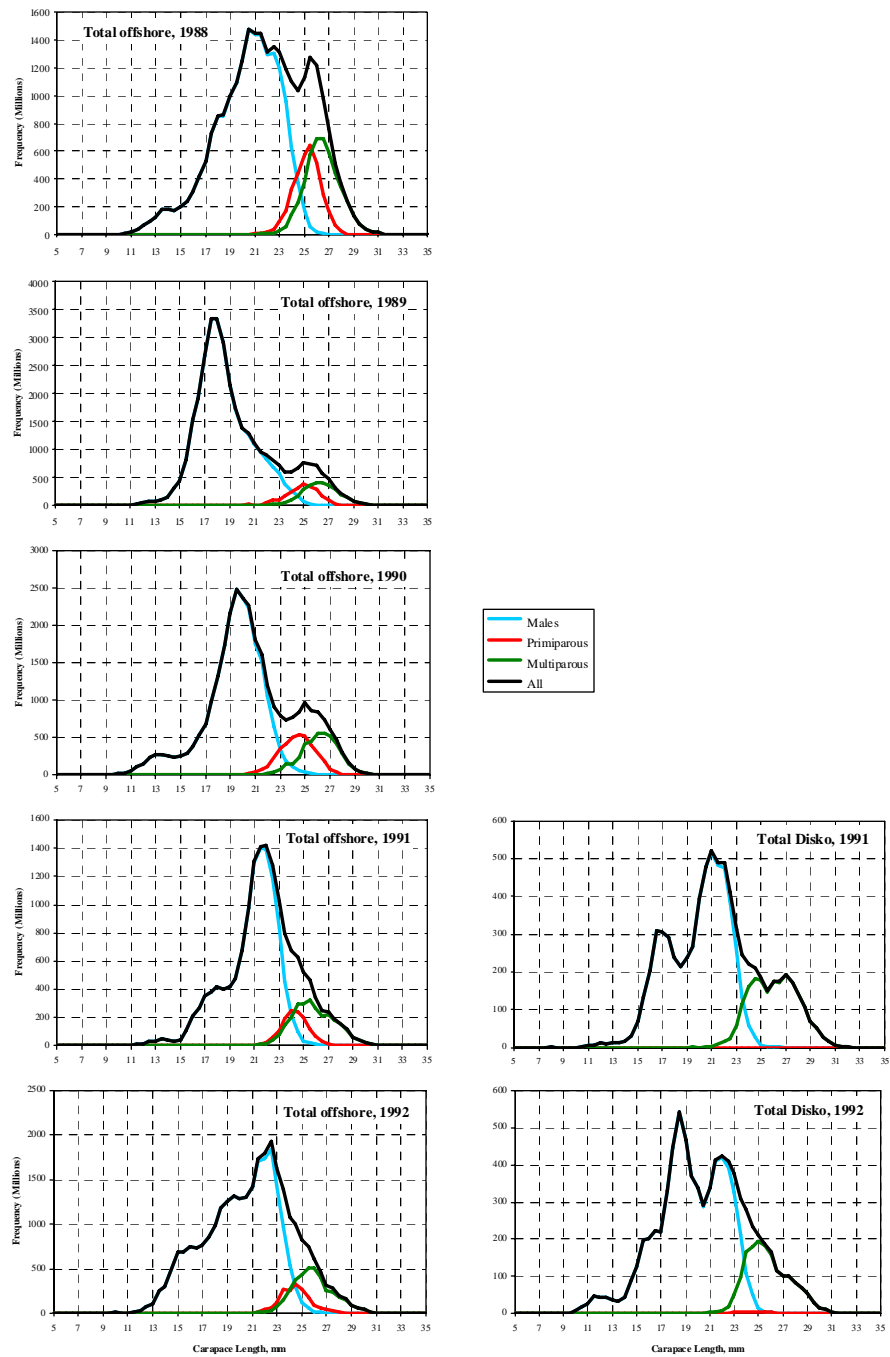 Total offshore, 1988
Frequency (Millions)
1600
1400
1200
1000
800
600
400
200
0
5 7 9 11 13 15 17 19 21 23 25 27 29 31 33 35
Total offshore, 1989
Frequency (Millions)
4000
3500
3000
2500
2000
1500
1000
500
0
5 7 9 11 13 15 17 19 21 23 25 27 29 31 33 35
Total offshore, 1990
Frequency (Millions)
3000
2500
2000
1500
1000
500
0
5 7 9 11 13 15 17 19 21 23 25 27 29 31 33 35
Males
Primiparous
Multiparous
All
Total offshore, 1991
Frequency (Millions)
1600
1400
1200
1000
800
600
400
200
0
5 7 9 11 13 15 17 19 21 23 25 27 29 31 33 35
Total Disko, 1991
600
500
400
300
200
100
0
5 7 9 11 13 15 17 19 21 23 25 27 29 31 33 35
Total offshore, 1992
Frequency (Millions)
2500
2000
1500
1000
500
0
5 7 9 11 13 15 17 19 21 23 25 27 29 31 33 35
Carapace Length, mm
Total Disko, 1992
600
500
400
300
200
100
0
5 7 9 11 13 15 17 19 21 23 25 27 29 31 33 35
Carapace Length, mm